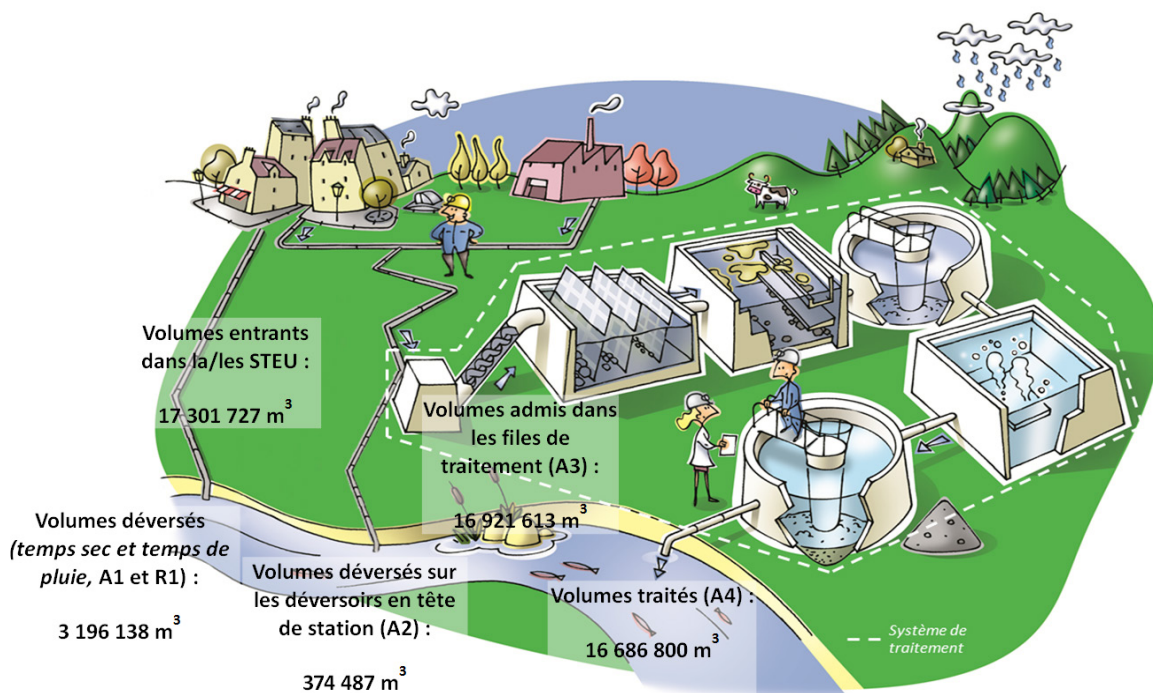 Volumes entrants
dans la/les STEU :
17 301 727 m³
Volumes admis dans
les files de
traitement (A3) :
16 921 613 m³
Volumes déversés
(temps sec et temps de
pluie, A1 et R1) :
3 196 138 m³
Volumes déversés sur
les déversoirs en tête
de station (A2) :
374 487 m³
Volumes traités (A4) :
16 686 800 m³
Système de
traitement